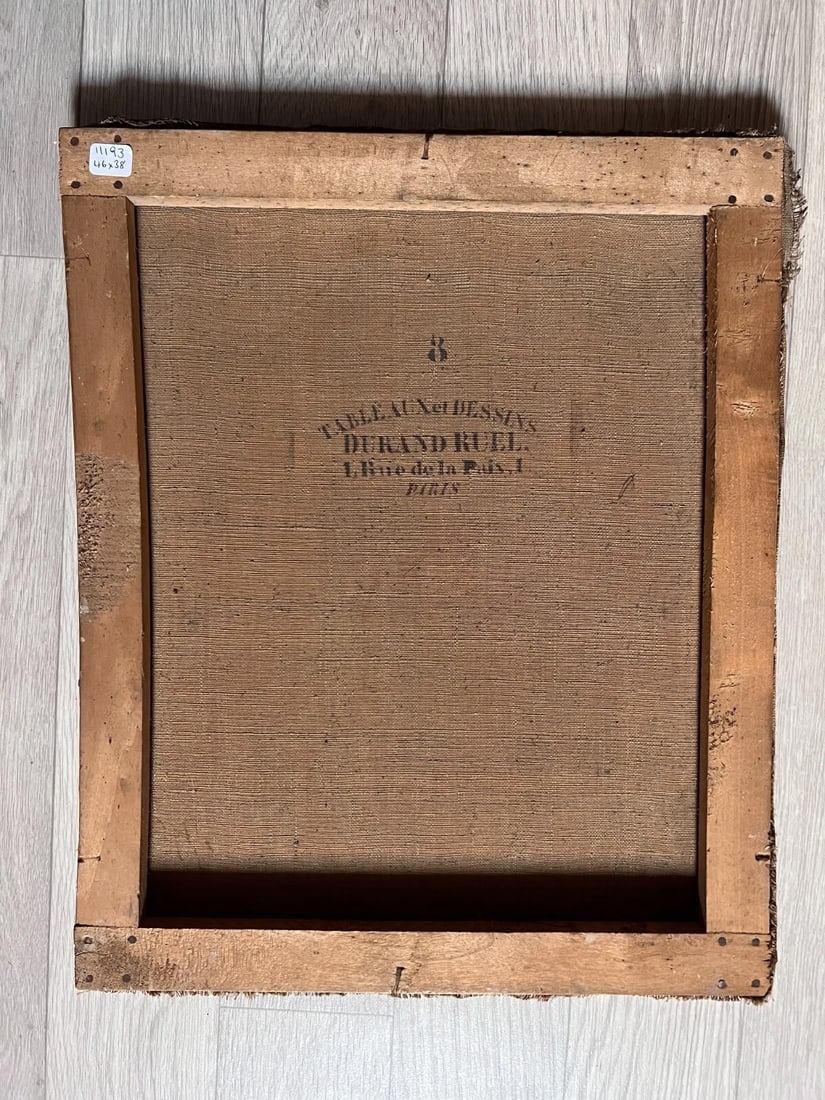 11193
46x38
8
TABLEAUX et DESSINS
DURAND RUEL.
1, Rue de la Paix, 1
PARIS